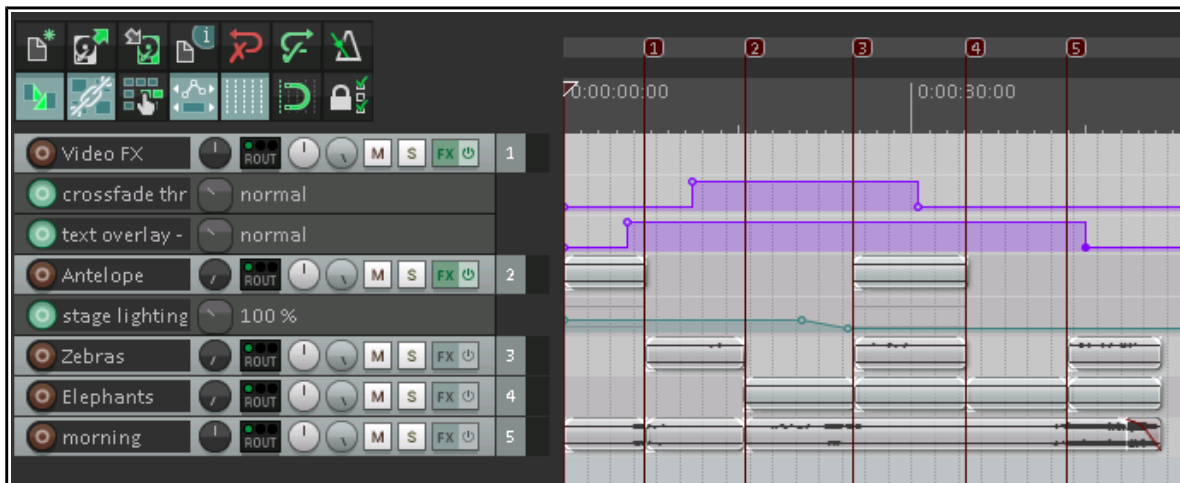 1 2 3 4 5
0:00:00:00 0:00:30:00
Video FX ROUT M S FX 1
crossfade thr normal
text overlay - normal
Antelope ROUT M S FX 2
stage lighting 100 %
Zebras ROUT M S FX 3
Elephants ROUT M S FX 4
morning ROUT M S FX 5